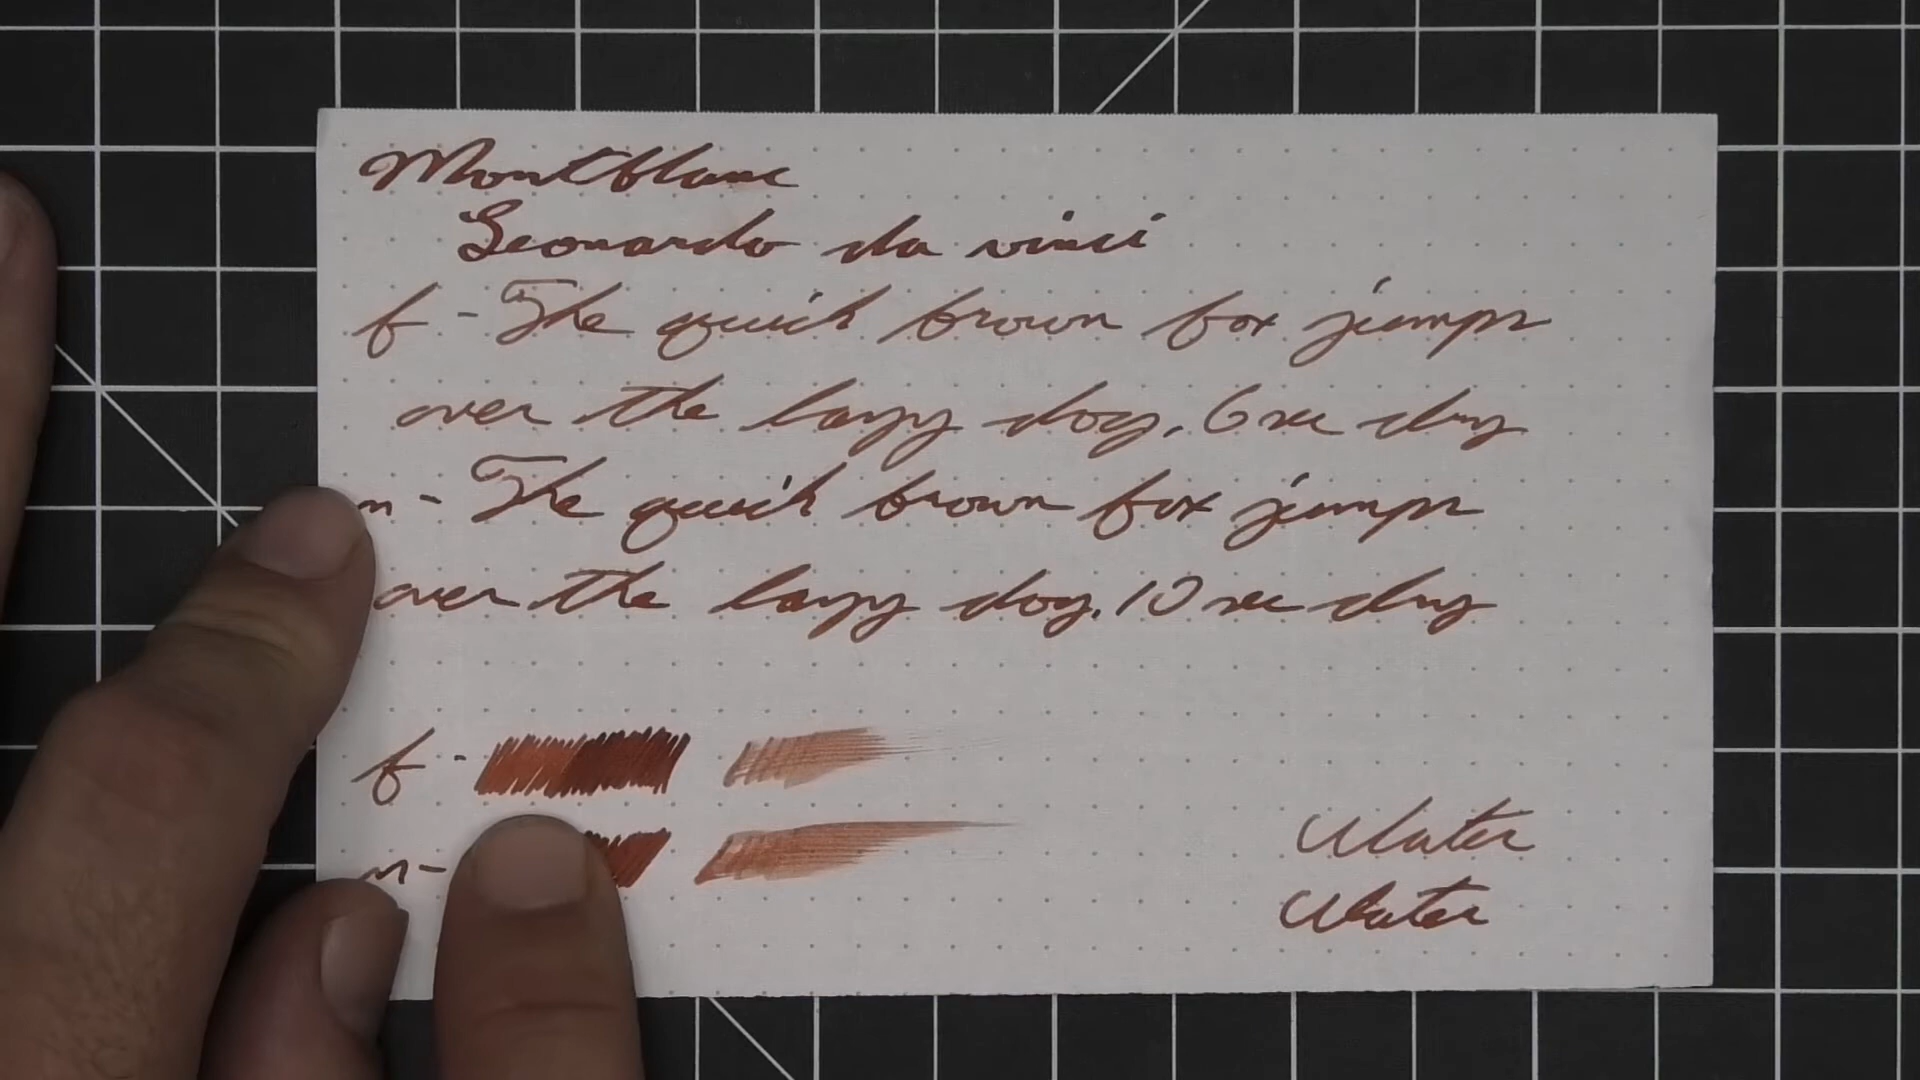 Montblanc
Leonardo da vinci
f - The quick brown fox jumps
over the lazy dog. 6 sec dry
m - The quick brown fox jumps
over the lazy dog. 10 sec dry
f -
m -
Water
Water